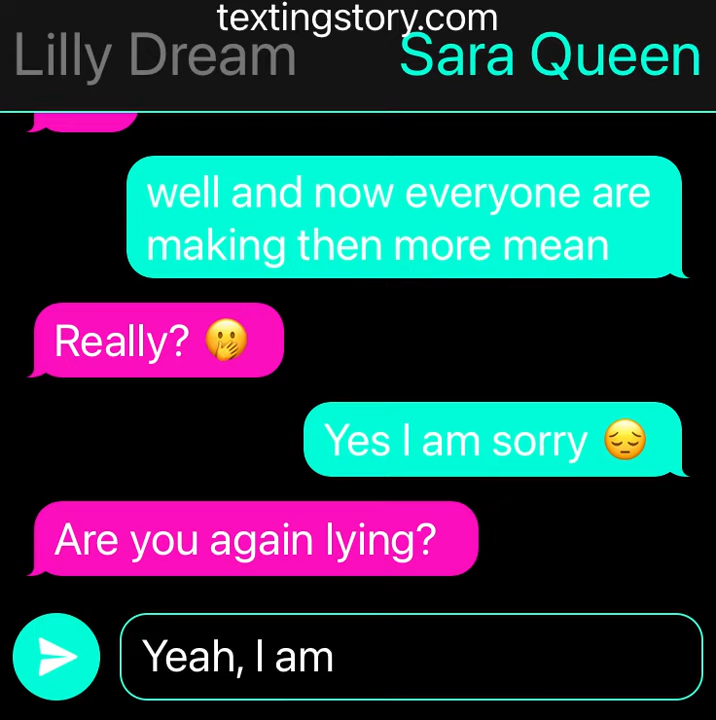 textingstory.com
Lilly Dream
Sara Queen
well and now everyone are
making then more mean
Really? 🫢
Yes I am sorry 😔
Are you again lying?
Yeah, I am